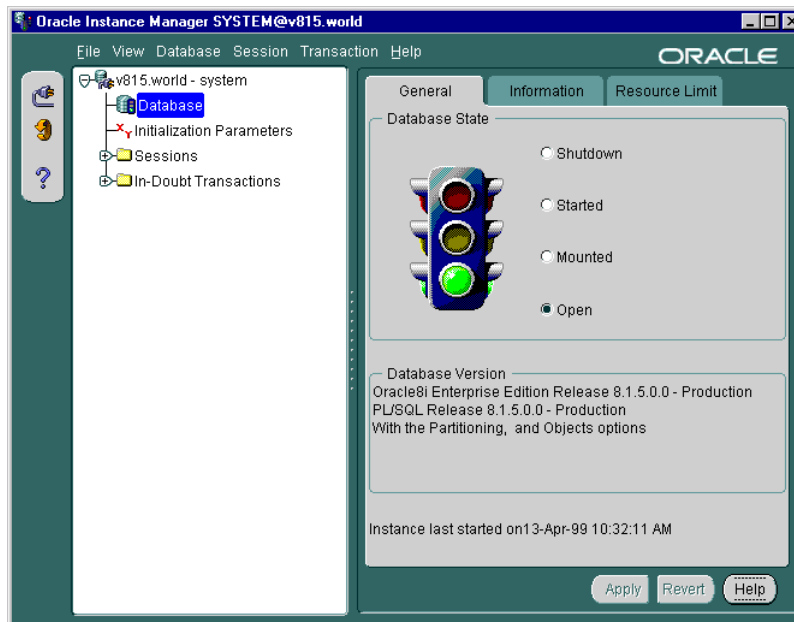 Oracle Instance Manager SYSTEM@v815.world
File View Database Session Transaction Help
ORACLE
v815.world - system
Database
Initialization Parameters
Sessions
In-Doubt Transactions
General Information Resource Limit
Database State
Shutdown
Started
Mounted
Open
Database Version
Oracle8i Enterprise Edition Release 8.1.5.0.0 - Production
PL/SQL Release 8.1.5.0.0 - Production
With the Partitioning, and Objects options
Instance last started on13-Apr-99 10:32:11 AM
Apply Revert Help